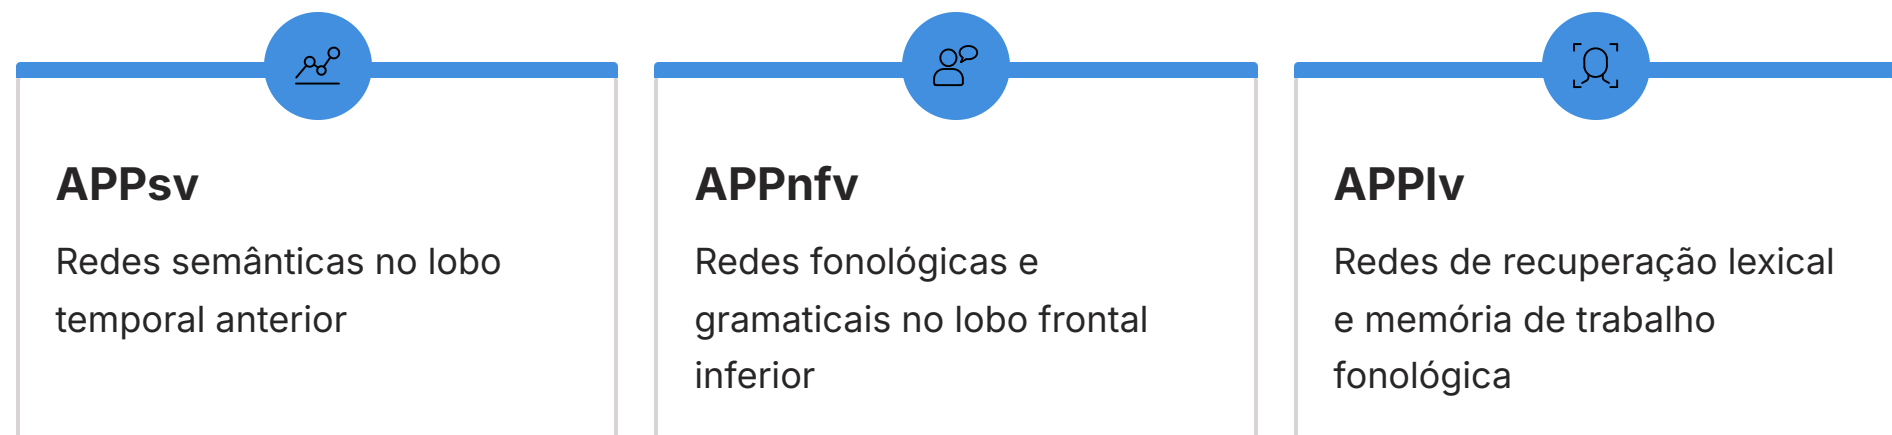 APPsv
Redes semânticas no lobo
temporal anterior
APPnfv
Redes fonológicas e
gramaticais no lobo frontal
inferior
APPlv
Redes de recuperação lexical
e memória de trabalho
fonológica